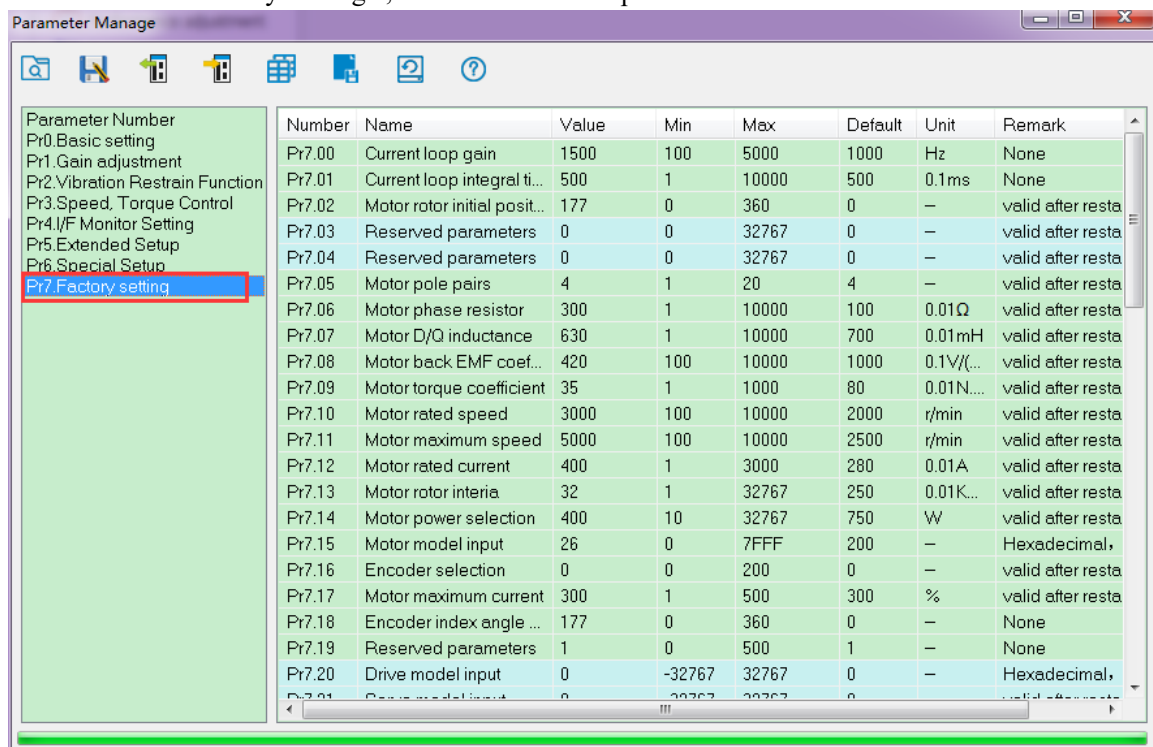 Parameter Manage
Parameter Number
Pr0.Basic setting
Pr1.Gain adjustment
Pr2.Vibration Restrain Function
Pr3.Speed, Torque Control
Pr4.I/F Monitor Setting
Pr5.Extended Setup
Pr6.Special Setup
Pr7.Factory setting
Number Name Value Min Max Default Unit Remark
Pr7.00 Current loop gain 1500 100 5000 1000 Hz None
Pr7.01 Current loop integral ti... 500 1 10000 500 0.1ms None
Pr7.02 Motor rotor initial posit... 177 0 360 0 – valid after resta
Pr7.03 Reserved parameters 0 0 32767 0 – valid after resta
Pr7.04 Reserved parameters 0 0 32767 0 – valid after resta
Pr7.05 Motor pole pairs 4 1 20 4 – valid after resta
Pr7.06 Motor phase resistor 300 1 10000 100 0.01Ω valid after resta
Pr7.07 Motor D/Q inductance 630 1 10000 700 0.01mH valid after resta
Pr7.08 Motor back EMF coef... 420 100 10000 1000 0.1V/(... valid after resta
Pr7.09 Motor torque coefficient 35 1 1000 80 0.01N.... valid after resta
Pr7.10 Motor rated speed 3000 100 10000 2000 r/min valid after resta
Pr7.11 Motor maximum speed 5000 100 10000 2500 r/min valid after resta
Pr7.12 Motor rated current 400 1 3000 280 0.01A valid after resta
Pr7.13 Motor rotor interia 32 1 32767 250 0.01K... valid after resta
Pr7.14 Motor power selection 400 10 32767 750 W valid after resta
Pr7.15 Motor model input 26 0 7FFF 200 – Hexadecimal,
Pr7.16 Encoder selection 0 0 200 0 – valid after resta
Pr7.17 Motor maximum current 300 1 500 300 % valid after resta
Pr7.18 Encoder index angle ... 177 0 360 0 – None
Pr7.19 Reserved parameters 1 0 500 1 – None
Pr7.20 Drive model input 0 -32767 32767 0 – Hexadecimal,